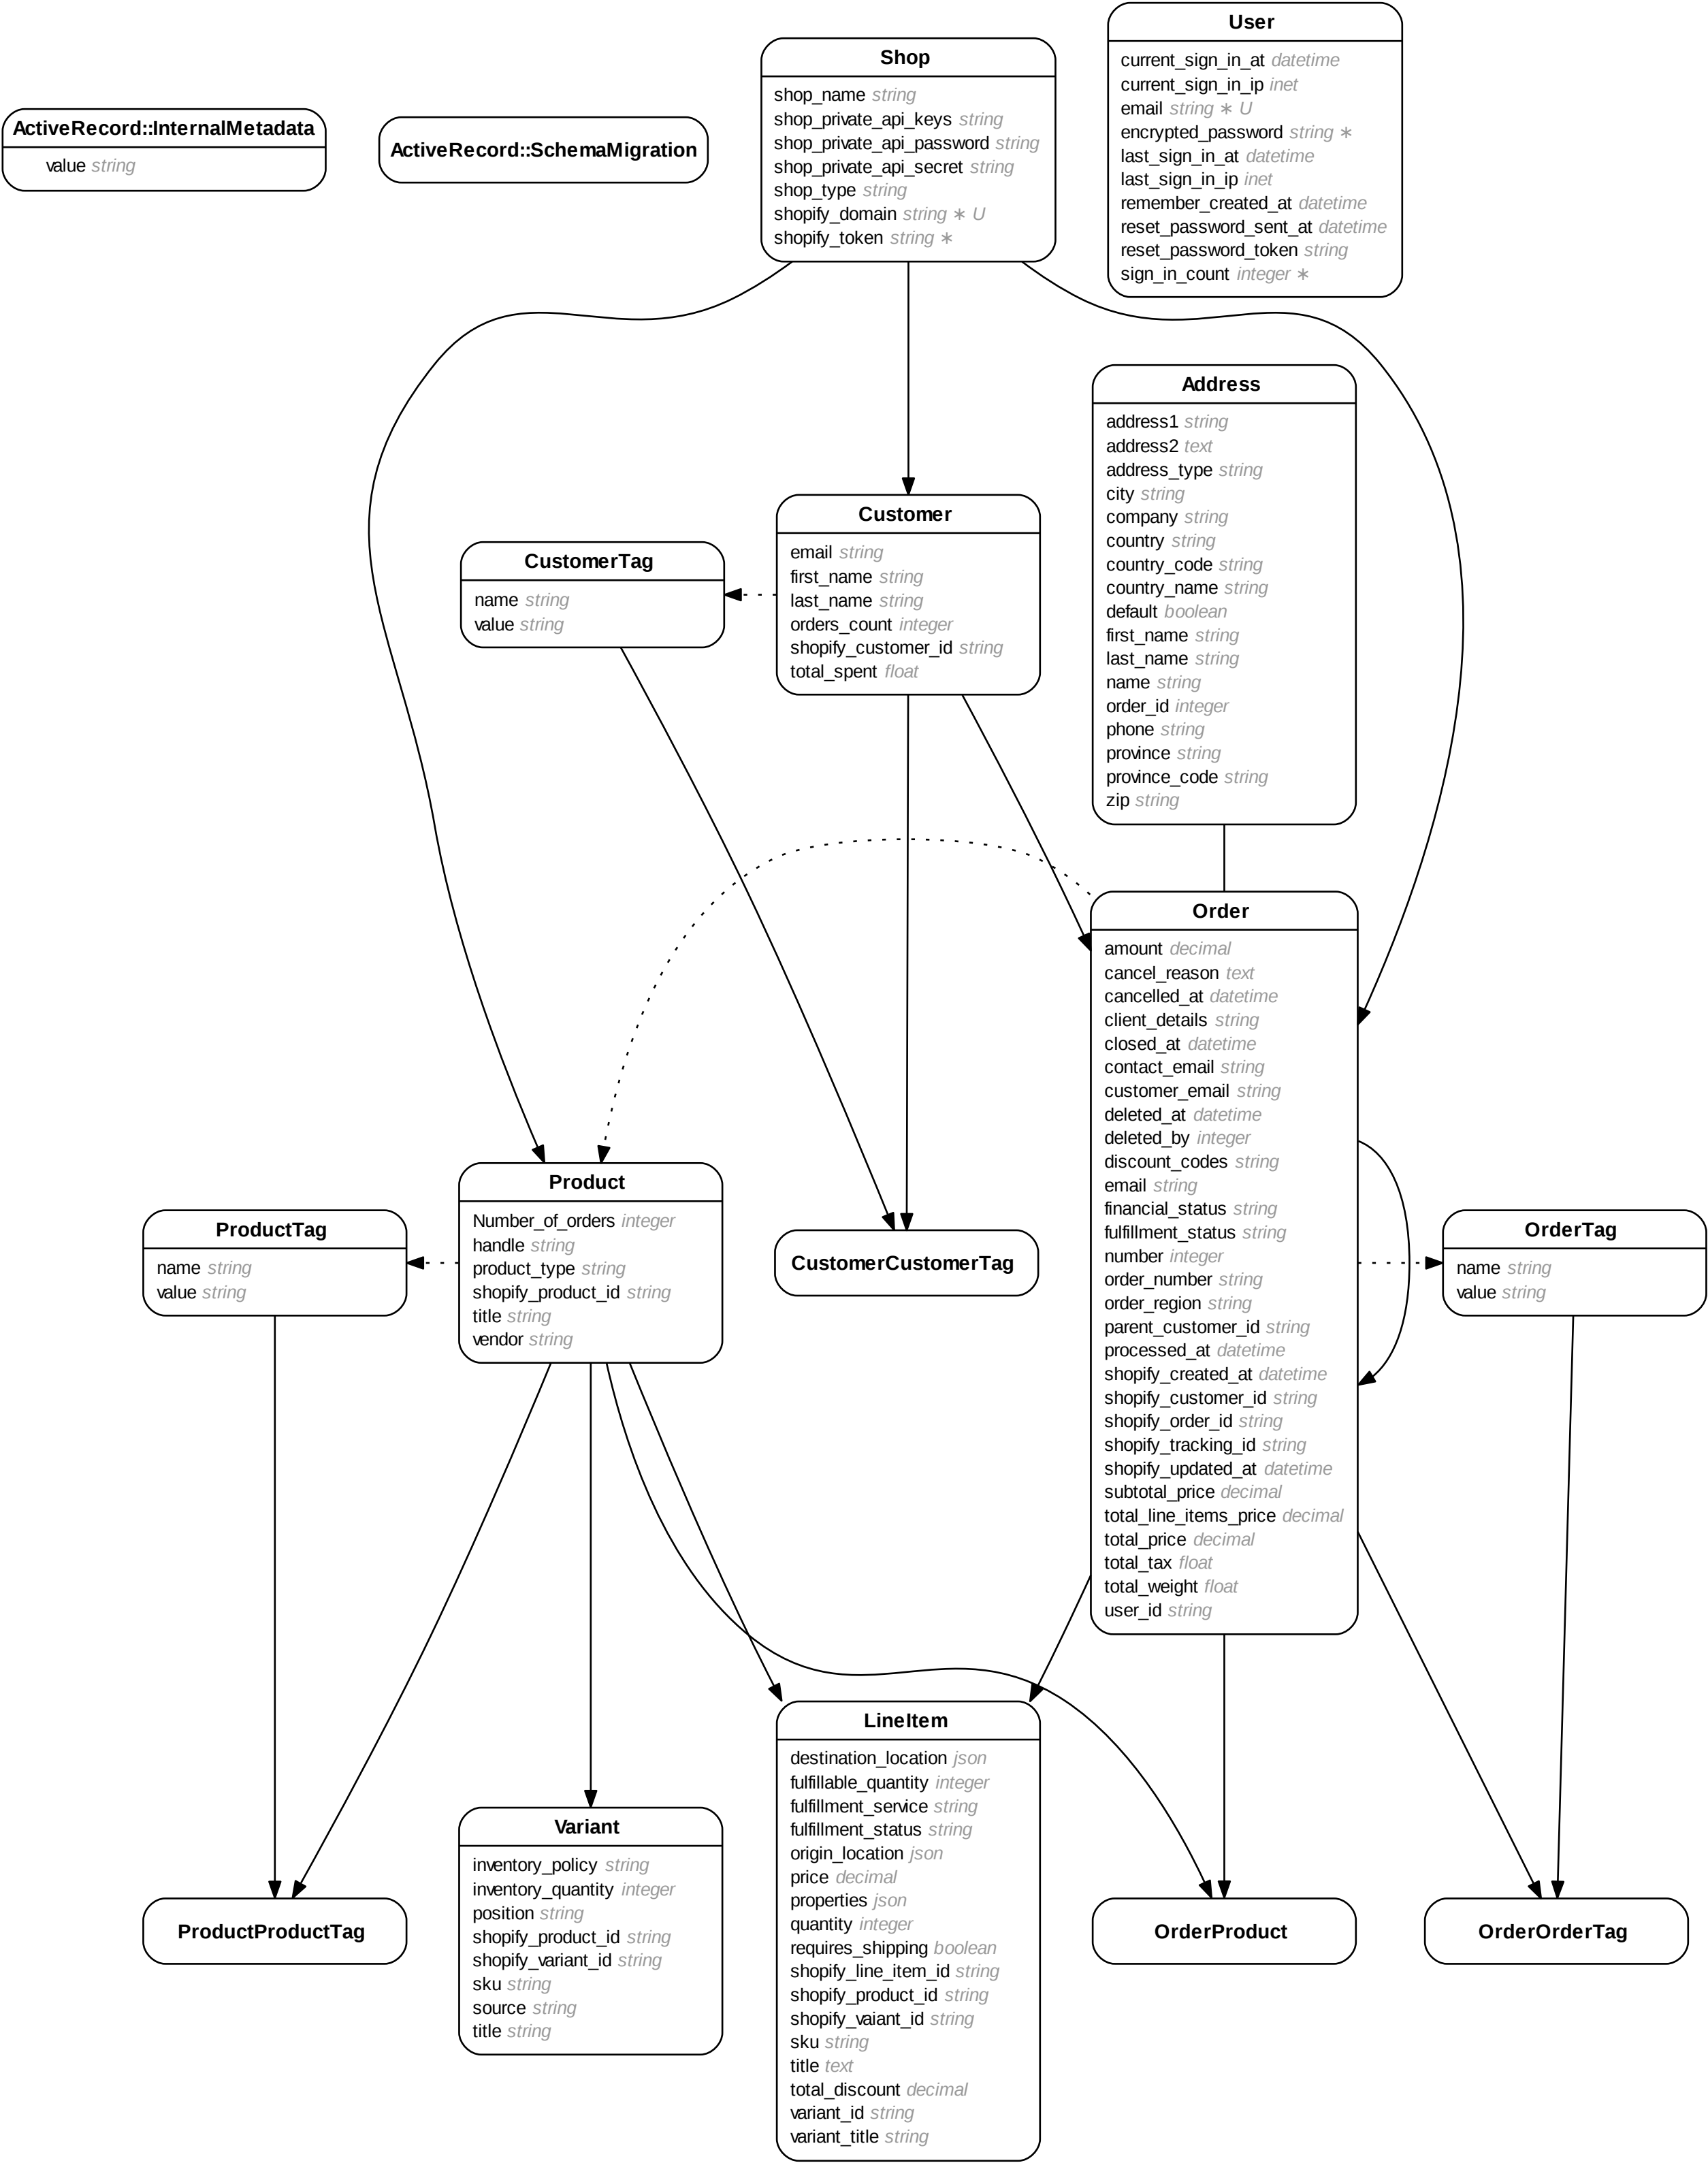 User
current_sign_in_at datetime
current_sign_in_ip inet
email string ∗ U
encrypted_password string ∗
last_sign_in_at datetime
last_sign_in_ip inet
remember_created_at datetime
reset_password_sent_at datetime
reset_password_token string
sign_in_count integer ∗
Shop
shop_name string
shop_private_api_keys string
shop_private_api_password string
shop_private_api_secret string
shop_type string
shopify_domain string ∗ U
shopify_token string ∗
ActiveRecord::InternalMetadata
value string
ActiveRecord::SchemaMigration
Address
address1 string
address2 text
address_type string
city string
company string
country string
country_code string
country_name string
default boolean
first_name string
last_name string
name string
order_id integer
phone string
province string
province_code string
zip string
Customer
email string
first_name string
last_name string
orders_count integer
shopify_customer_id string
total_spent float
CustomerTag
name string
value string
Order
amount decimal
cancel_reason text
cancelled_at datetime
client_details string
closed_at datetime
contact_email string
customer_email string
deleted_at datetime
deleted_by integer
discount_codes string
email string
financial_status string
fulfillment_status string
number integer
order_number string
order_region string
parent_customer_id string
processed_at datetime
shopify_created_at datetime
shopify_customer_id string
shopify_order_id string
shopify_tracking_id string
shopify_updated_at datetime
subtotal_price decimal
total_line_items_price decimal
total_price decimal
total_tax float
total_weight float
user_id string
Product
Number_of_orders integer
handle string
product_type string
shopify_product_id string
title string
vendor string
ProductTag
name string
value string
CustomerCustomerTag
OrderTag
name string
value string
LineItem
destination_location json
fulfillable_quantity integer
fulfillment_service string
fulfillment_status string
origin_location json
price decimal
properties json
quantity integer
requires_shipping boolean
shopify_line_item_id string
shopify_product_id string
shopify_vaiant_id string
sku string
title text
total_discount decimal
variant_id string
variant_title string
Variant
inventory_policy string
inventory_quantity integer
position string
shopify_product_id string
shopify_variant_id string
sku string
source string
title string
ProductProductTag
OrderProduct
OrderOrderTag